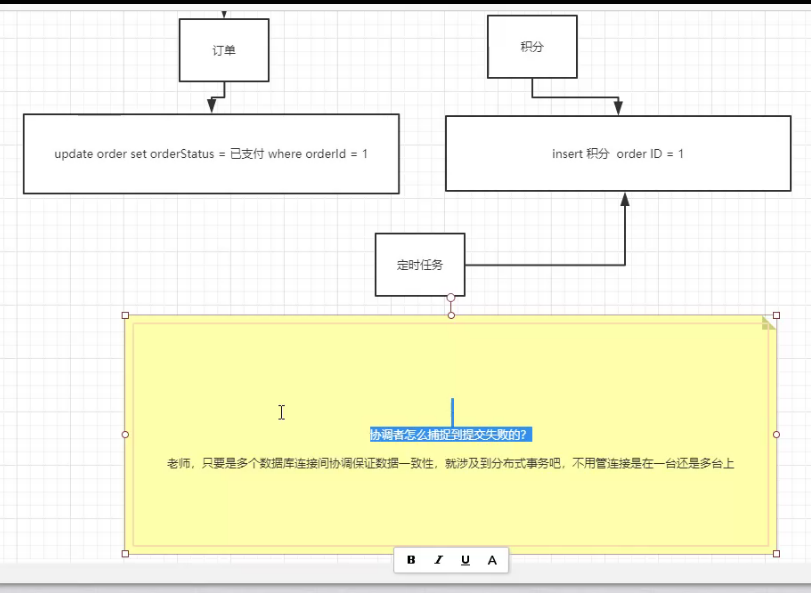 订单
积分
update order set orderStatus = 已支付 where orderId = 1
insert 积分 order ID = 1
定时任务
协调者怎么捕捉到提交失败的?
老师，只要是多个数据库连接间协调保证数据一致性，就涉及到分布式事务吧，不用管连接是在一台还是多台上
B I U A